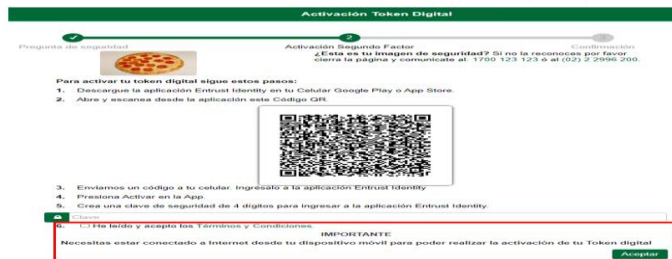 Activación Token Digital
2
Pregunta de seguridad
Activación Segundo Factor
Confirmación
¿Esta es tu imagen de seguridad? Si no la reconoces por favor
cierra la página y comunicate al: 1700 123 123 ó al (02) 2 2996 200.
Para activar tu token digital sigue estos pasos:
1. Descargue la aplicación Entrust Identity en tu Celular Google Play o App Store.
2. Abre y escanea desde la aplicación este Código QR.
3. Enviamos un código a tu celular. Ingresalo a la aplicación Entrust Identity
4. Presiona Activar en la App.
5. Crea una clave de seguridad de 4 dígitos para ingresar a la aplicación Entrust Identity.
Clave
6. He leído y acepto los Términos y Condiciones.
IMPORTANTE
Necesitas estar conectado a Internet desde tu dispositivo móvil para poder realizar la activación de tu Token digital
Aceptar